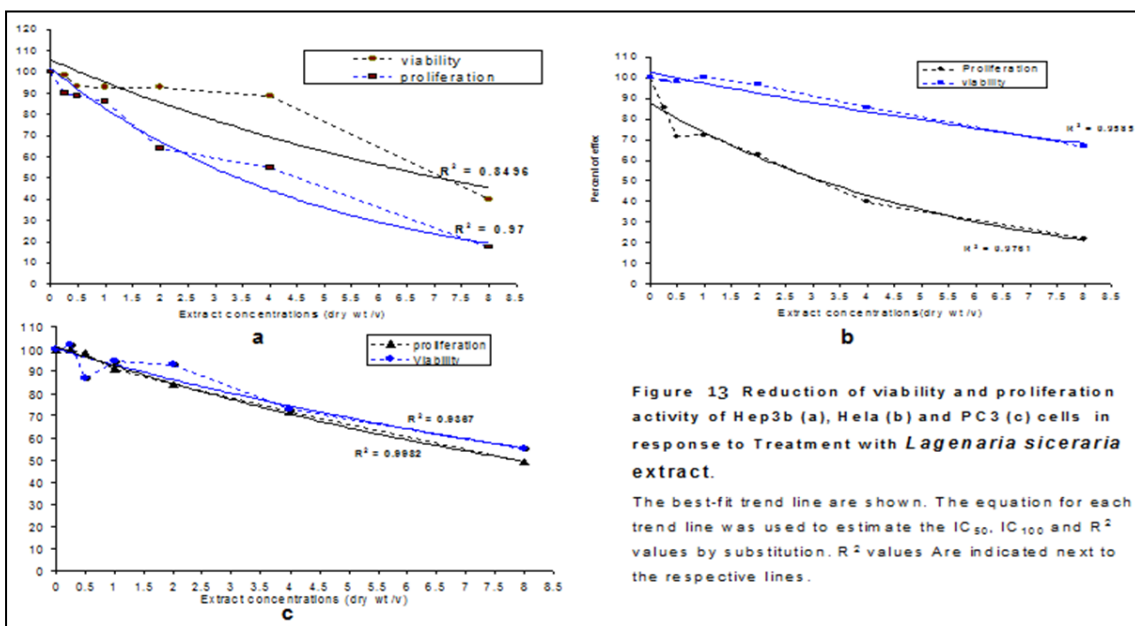 120
110
100
90
80
70
60
50
40
30
20
10
0
viability
proliferation
R² = 0.8496
R² = 0.97
0 0.5 1 1.5 2 2.5 3 3.5 4 4.5 5 5.5 6 6.5 7 7.5 8 8.5
Extract concentrations (dry wt /v)
a
Percent of effex
110
100
90
80
70
60
50
40
30
20
10
0
Proliferation
viability
R² = 0.9585
R² = 0.9761
0 0.5 1 1.5 2 2.5 3 3.5 4 4.5 5 5.5 6 6.5 7 7.5 8 8.5
Extract concentrations(dry wt/v)
b
110
100
90
80
70
60
50
40
30
20
10
0
proliferation
Viability
R² = 0.9867
R² = 0.9982
0 0.5 1 1.5 2 2.5 3 3.5 4 4.5 5 5.5 6 6.5 7 7.5 8 8.5
Extract concentrations (dry wt /v)
c
Figure 13 Reduction of viability and proliferation
activity of Hep3b (a), Hela (b) and PC3 (c) cells in
response to Treatment with Lagenaria siceraria
extract.
The best-fit trend line are shown. The equation for each
trend line was used to estimate the IC₅₀, IC₁₀₀ and R²
values by substitution. R² values Are indicated next to
the respective lines.